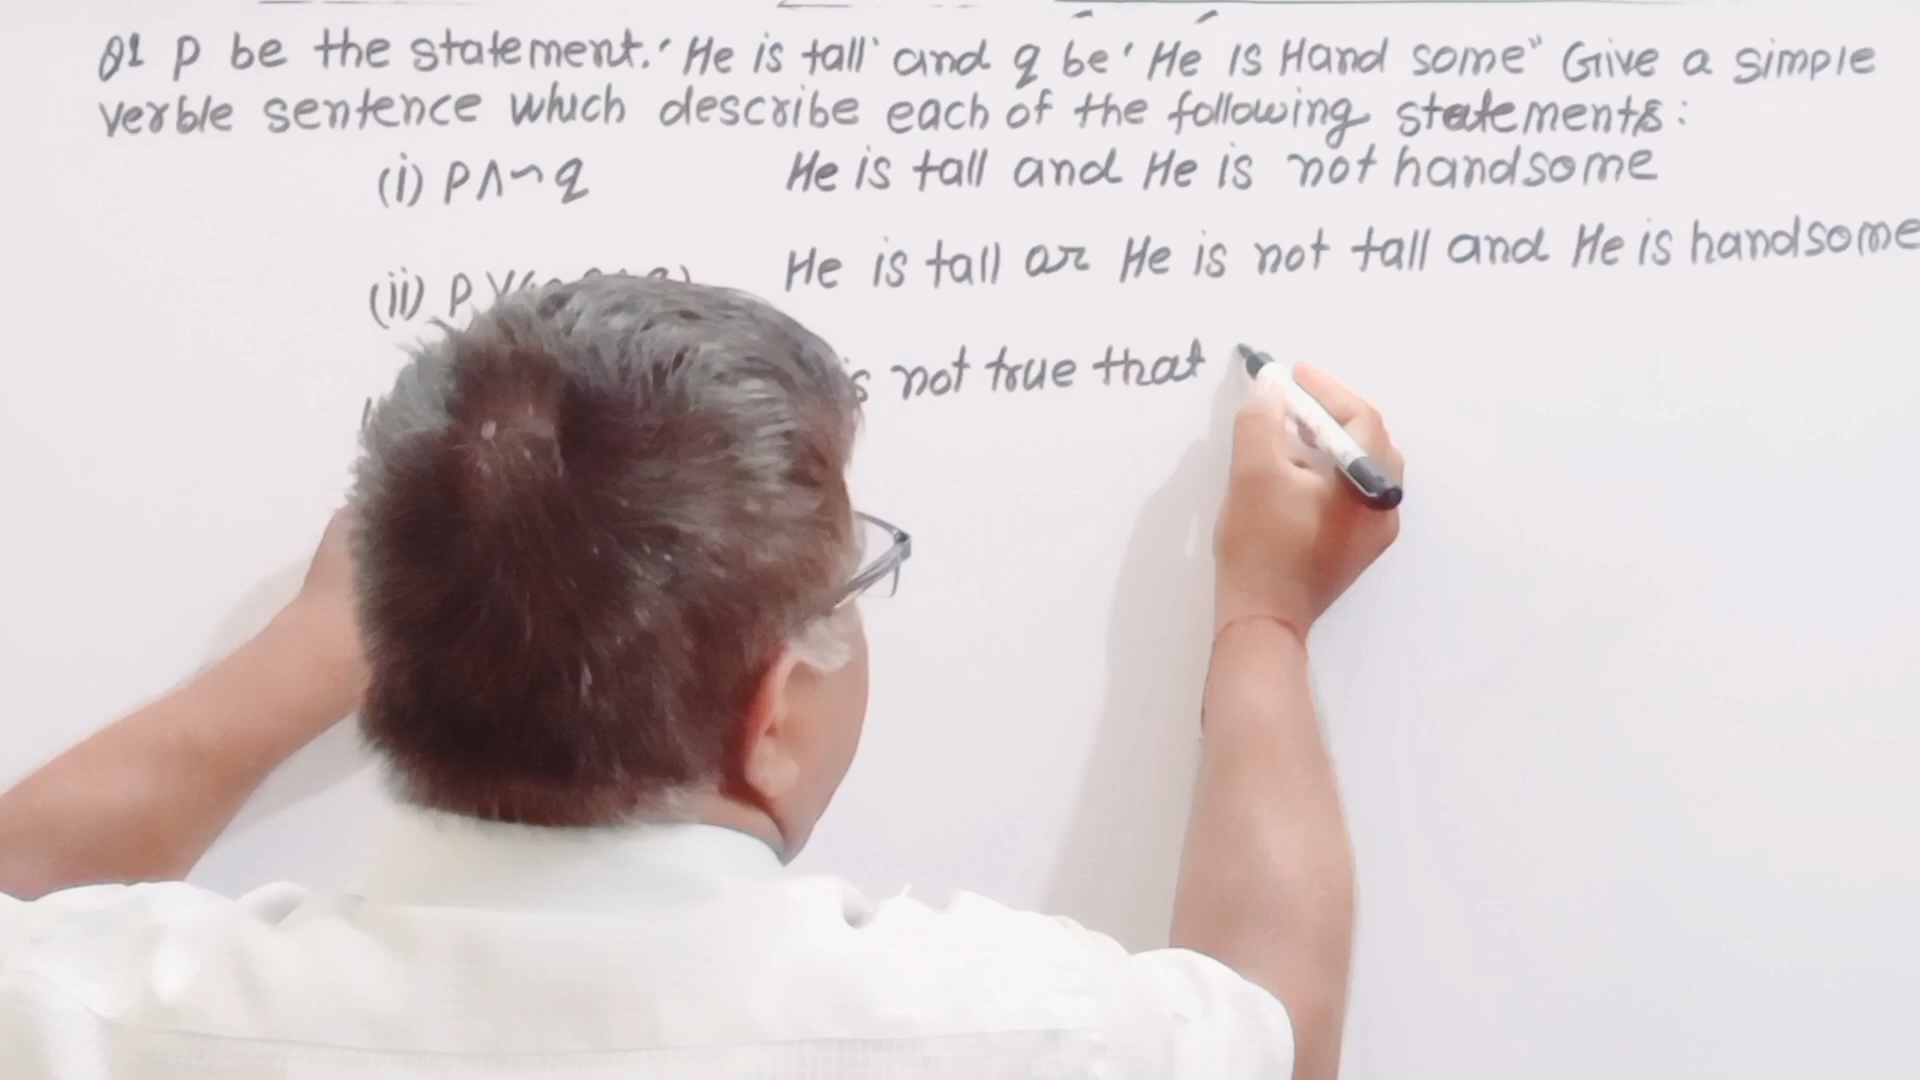 Q1 P be the statement.' He is tall' and q be ' He is Hand some" Give a simple
verble sentence which describe each of the following statements:
(i) P∧~q He is tall and He is not handsome
(ii) P V He is tall or He is not tall and He is handsome
not true that